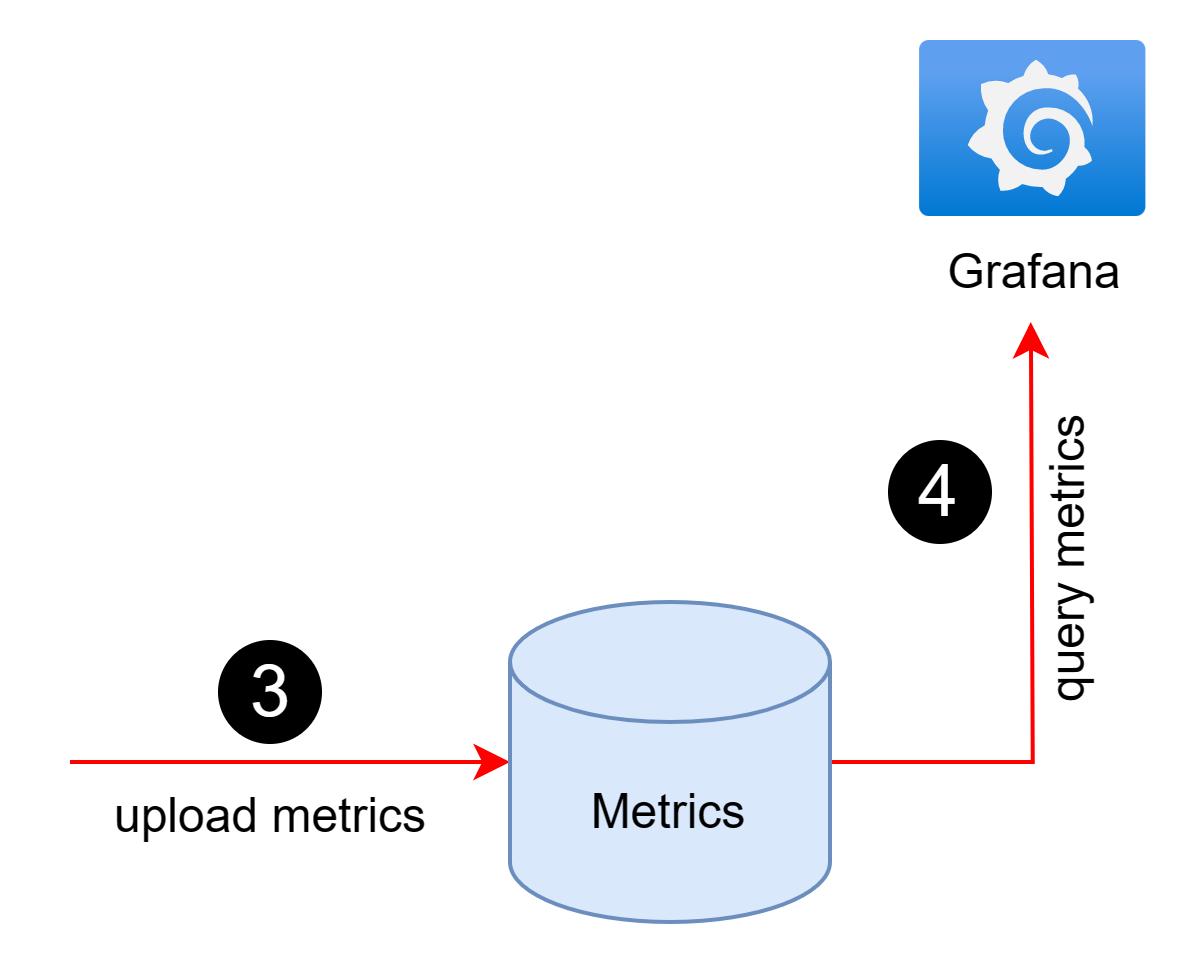 Grafana
4
query metrics
3
upload metrics
Metrics